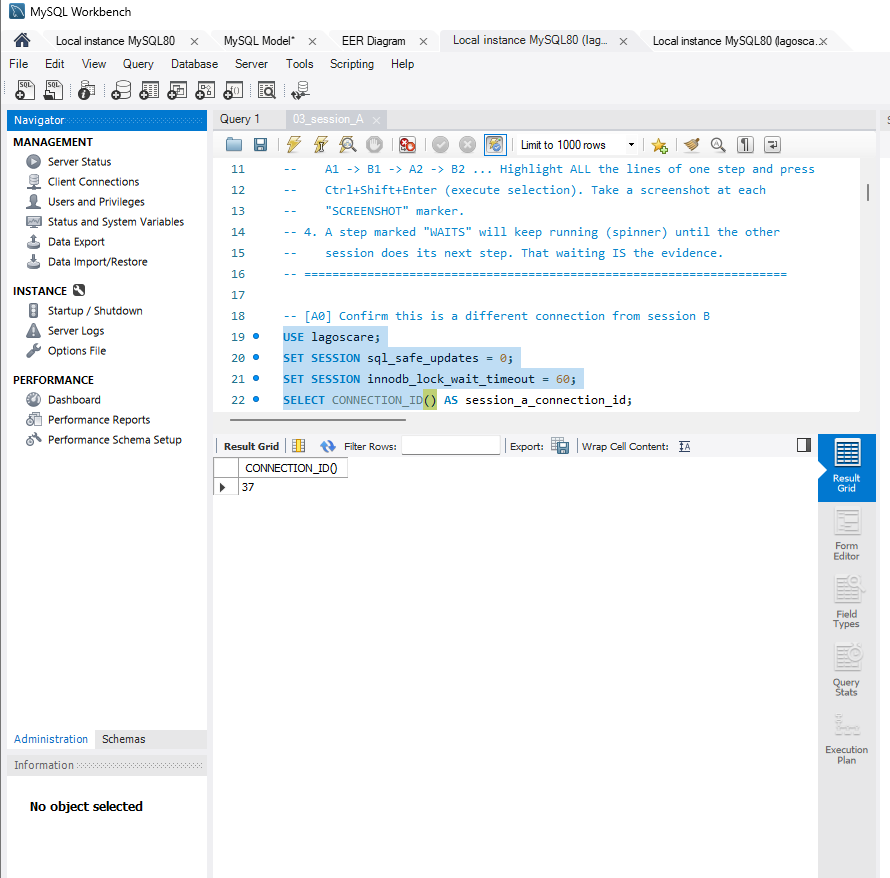 MySQL Workbench
Local instance MySQL80 × MySQL Model* × EER Diagram × Local instance MySQL80 (lag... × Local instance MySQL80 (lagosca... ×
File Edit View Query Database Server Tools Scripting Help
Navigator
MANAGEMENT
Server Status
Client Connections
Users and Privileges
Status and System Variables
Data Export
Data Import/Restore
INSTANCE
Startup / Shutdown
Server Logs
Options File
PERFORMANCE
Dashboard
Performance Reports
Performance Schema Setup
Administration Schemas
Information
No object selected
Query 1 03_session_A ×
Limit to 1000 rows
11 -- A1 -> B1 -> A2 -> B2 ... Highlight ALL the lines of one step and press
12 -- Ctrl+Shift+Enter (execute selection). Take a screenshot at each
13 -- "SCREENSHOT" marker.
14 -- 4. A step marked "WAITS" will keep running (spinner) until the other
15 -- session does its next step. That waiting IS the evidence.
16 -- =====================================================================
17
18 -- [A0] Confirm this is a different connection from session B
19 USE lagoscare;
20 SET SESSION sql_safe_updates = 0;
21 SET SESSION innodb_lock_wait_timeout = 60;
22 SELECT CONNECTION_ID() AS session_a_connection_id;
Result Grid Filter Rows: Export: Wrap Cell Content:
CONNECTION_ID()
37
Result
Grid
Form
Editor
Field
Types
Query
Stats
Execution
Plan